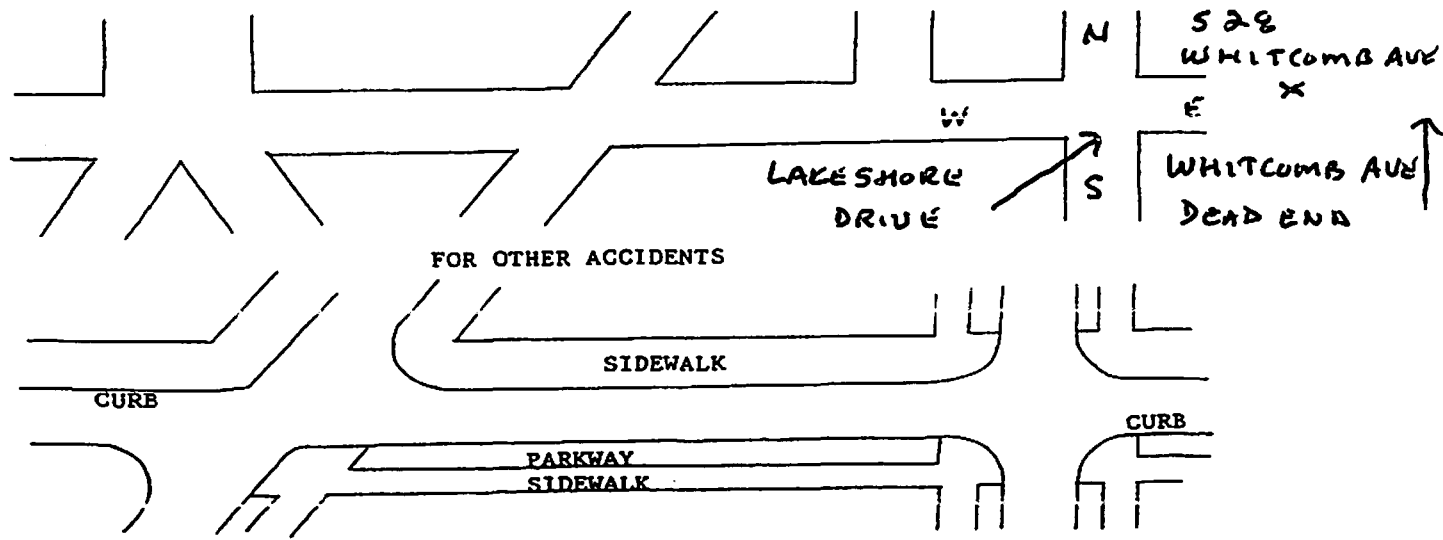 N
528
WHITCOMB AVE
X
W
E
LAKESHORE
DRIVE
S
WHITCOMB AVE
DEAD END
FOR OTHER ACCIDENTS
SIDEWALK
CURB
CURB
PARKWAY
SIDEWALK